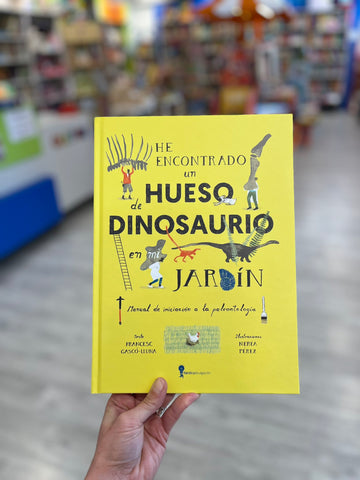 HE
ENCONTRADO
un
HUESO
de
DINOSAURIO
en mi
JARDÍN
Manual de iniciación a la paleontología
Texto
FRANCESC
GASCÓ-LLUNA
Ilustraciones
NEREA
PÉREZ